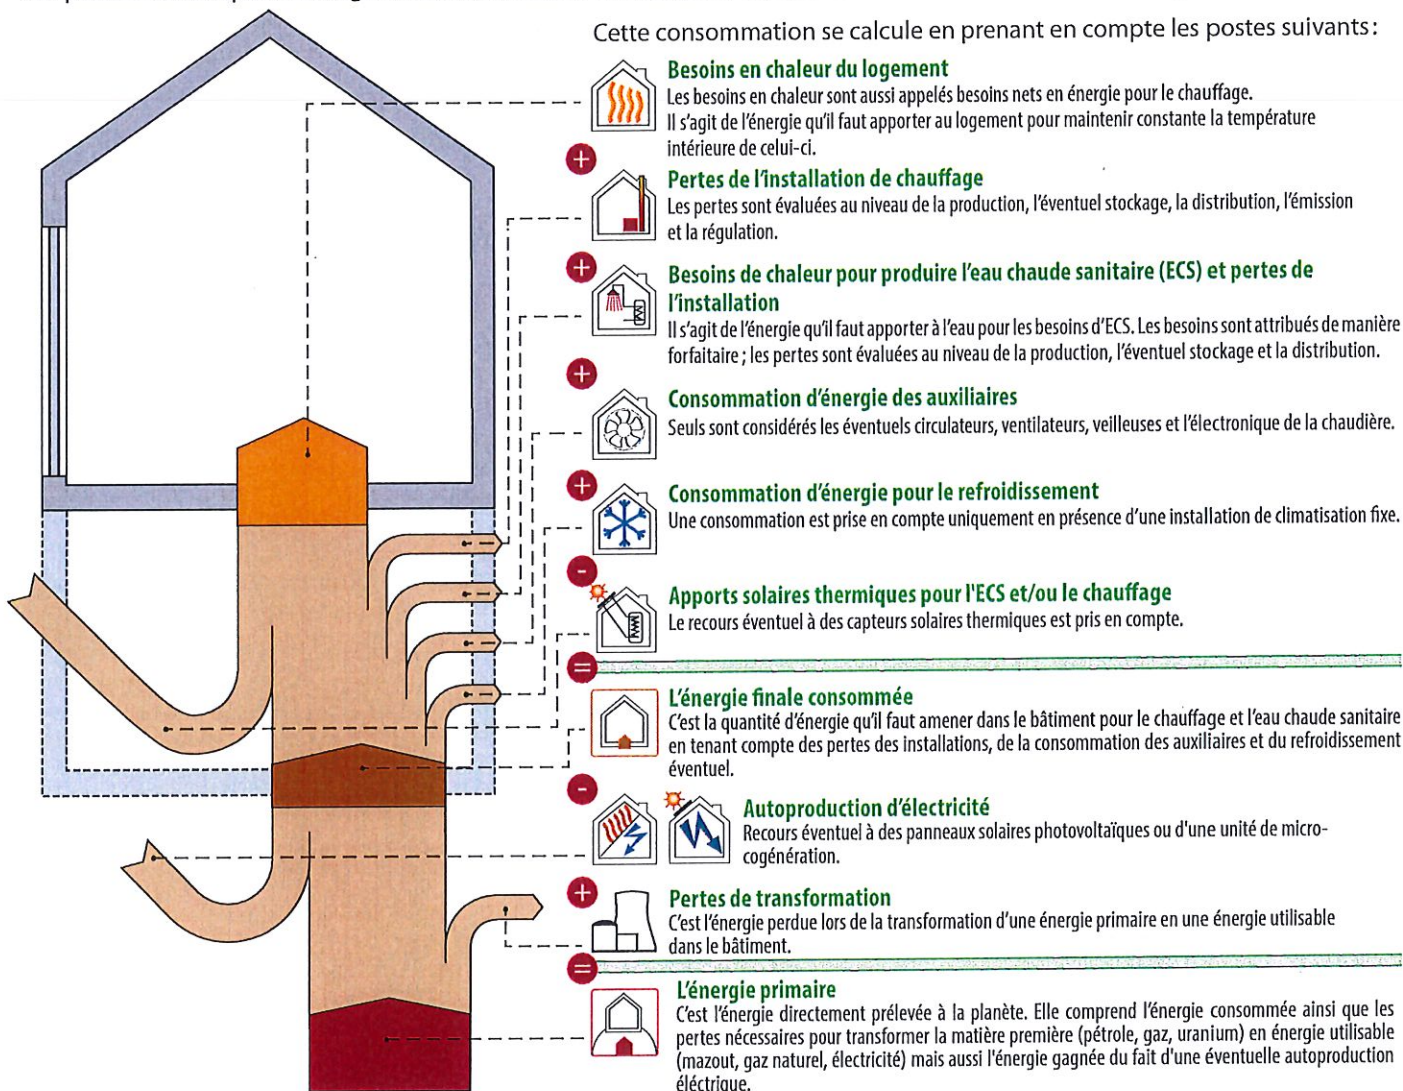 Cette consommation se calcule en prenant en compte les postes suivants:
Besoins en chaleur du logement
Les besoins en chaleur sont aussi appelés besoins nets en énergie pour le chauffage.
Il s'agit de l'énergie qu'il faut apporter au logement pour maintenir constante la température
intérieure de celui-ci.
+
Pertes de l'installation de chauffage
Les pertes sont évaluées au niveau de la production, l'éventuel stockage, la distribution, l'émission
et la régulation.
+
Besoins de chaleur pour produire l'eau chaude sanitaire (ECS) et pertes de
l'installation
Il s'agit de l'énergie qu'il faut apporter à l'eau pour les besoins d'ECS. Les besoins sont attribués de manière
forfaitaire ; les pertes sont évaluées au niveau de la production, l'éventuel stockage et la distribution.
+
Consommation d'énergie des auxiliaires
Seuls sont considérés les éventuels circulateurs, ventilateurs, veilleuses et l'électronique de la chaudière.
+
Consommation d'énergie pour le refroidissement
Une consommation est prise en compte uniquement en présence d'une installation de climatisation fixe.
-
Apports solaires thermiques pour l'ECS et/ou le chauffage
Le recours éventuel à des capteurs solaires thermiques est pris en compte.
=
L'énergie finale consommée
C'est la quantité d'énergie qu'il faut amener dans le bâtiment pour le chauffage et l'eau chaude sanitaire
en tenant compte des pertes des installations, de la consommation des auxiliaires et du refroidissement
éventuel.
-
Autoproduction d'électricité
Recours éventuel à des panneaux solaires photovoltaïques ou d'une unité de micro-
cogénération.
+
Pertes de transformation
C'est l'énergie perdue lors de la transformation d'une énergie primaire en une énergie utilisable
dans le bâtiment.
=
L'énergie primaire
C'est l'énergie directement prélevée à la planète. Elle comprend l'énergie consommée ainsi que les
pertes nécessaires pour transformer la matière première (pétrole, gaz, uranium) en énergie utilisable
(mazout, gaz naturel, électricité) mais aussi l'énergie gagnée du fait d'une éventuelle autoproduction
éléctrique.